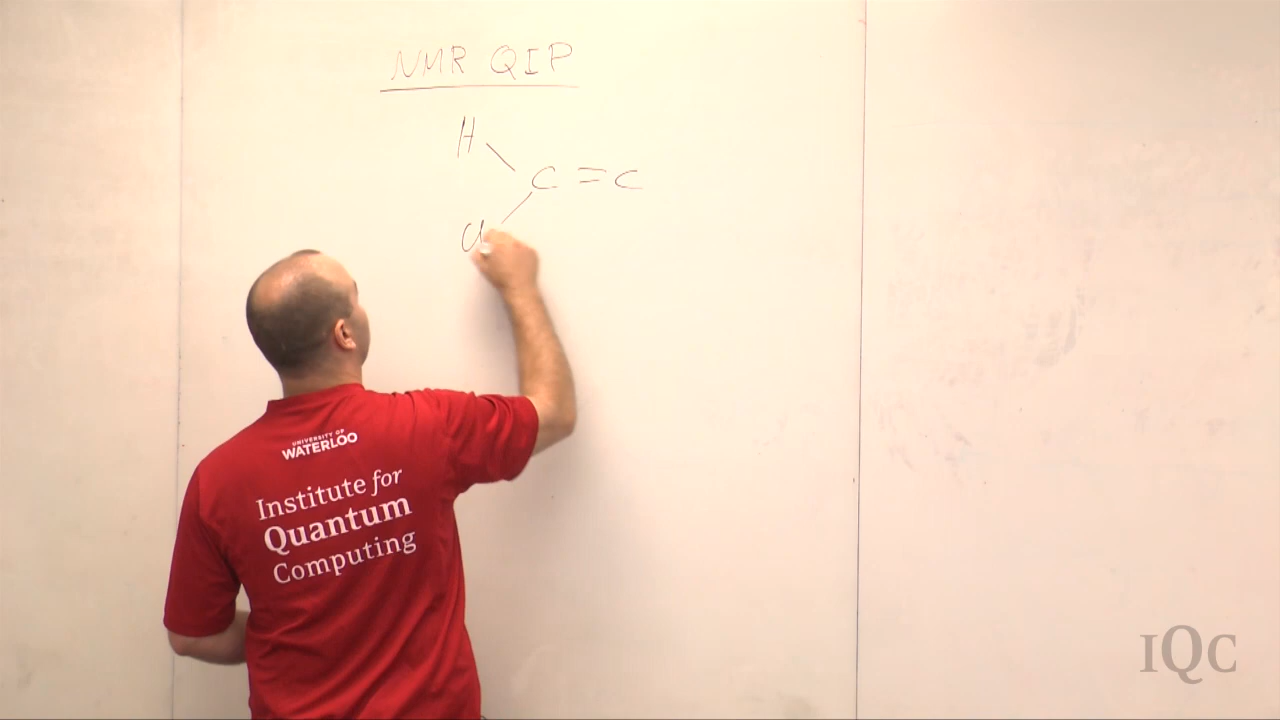 NMR QIP
H
C = C
Cl
UNIVERSITY OF
WATERLOO
Institute for
Quantum
Computing
IQC